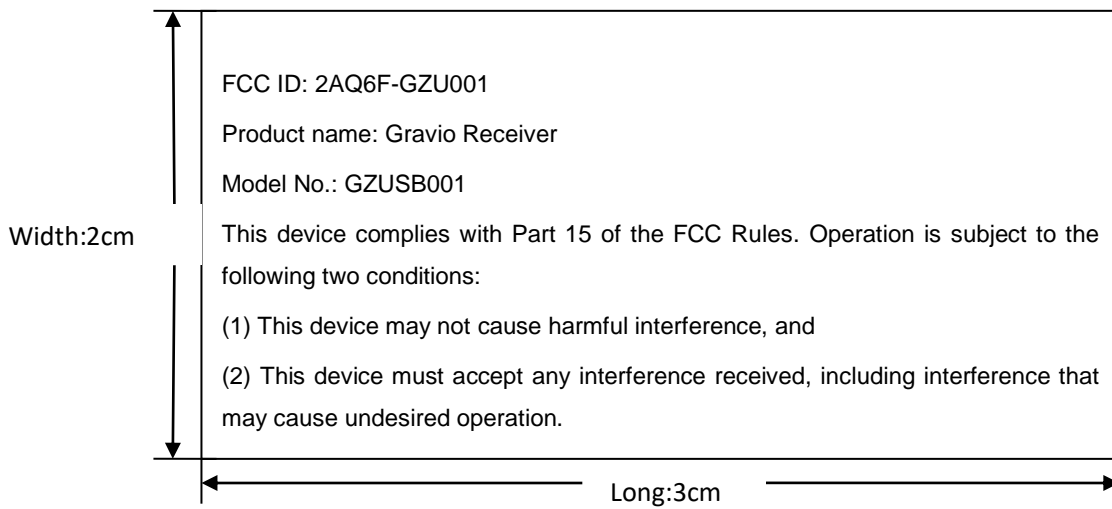 FCC ID: 2AQ6F-GZU001
Product name: Gravio Receiver
Model No.: GZUSB001
Width:2cm
This device complies with Part 15 of the FCC Rules. Operation is subject to the
following two conditions:
(1) This device may not cause harmful interference, and
(2) This device must accept any interference received, including interference that
may cause undesired operation.
Long:3cm